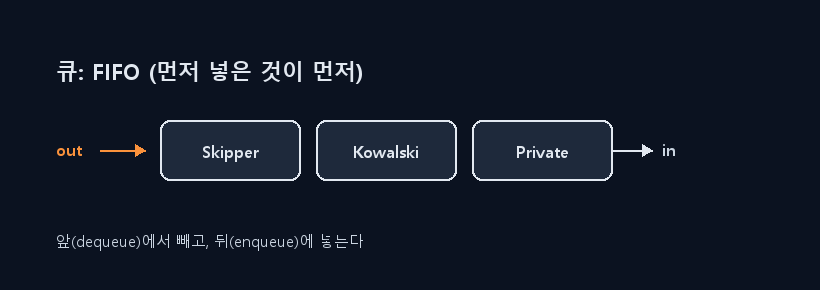 큐: FIFO (먼저 넣은 것이 먼저)
out Skipper Kowalski Private in
앞(dequeue)에서 빼고, 뒤(enqueue)에 넣는다